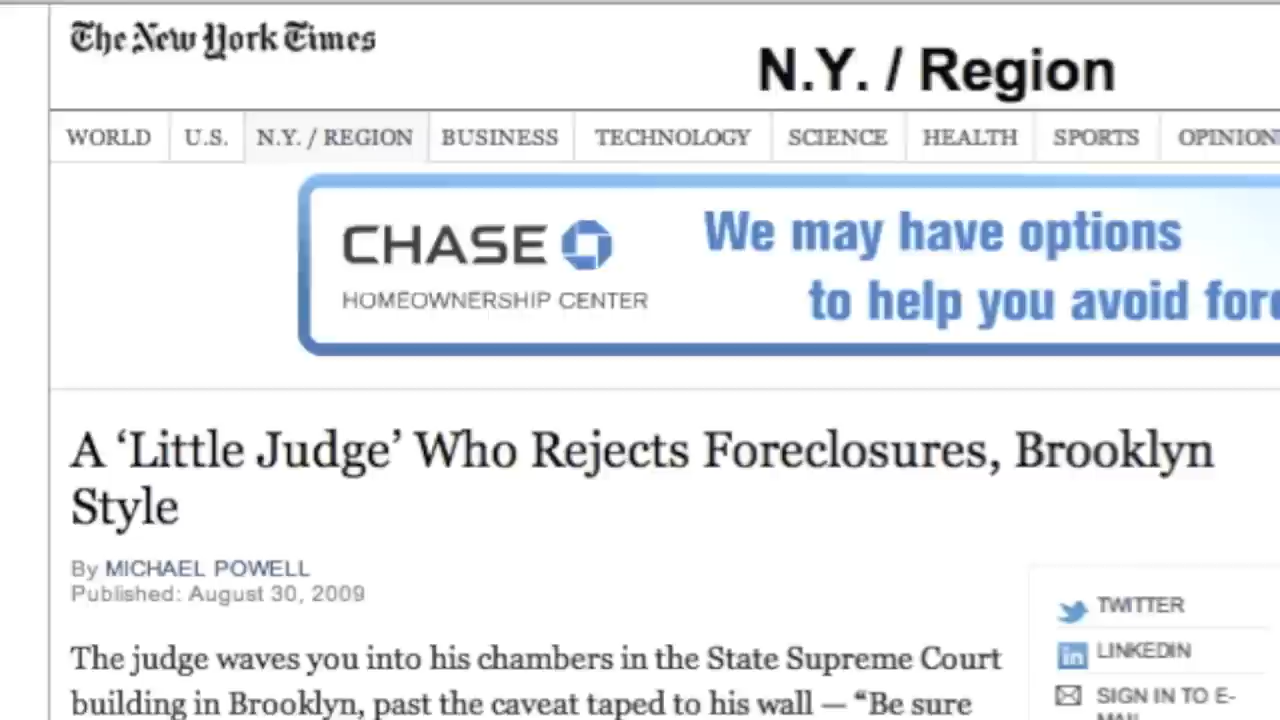 The New York Times
N.Y. / Region
WORLD U.S. N.Y. / REGION BUSINESS TECHNOLOGY SCIENCE HEALTH SPORTS OPINION
CHASE
HOMEOWNERSHIP CENTER
We may have options
to help you avoid fore
A ‘Little Judge’ Who Rejects Foreclosures, Brooklyn
Style
By MICHAEL POWELL
Published: August 30, 2009
The judge waves you into his chambers in the State Supreme Court
building in Brooklyn, past the caveat taped to his wall — “Be sure
TWITTER
LINKEDIN
SIGN IN TO E-
MAIL